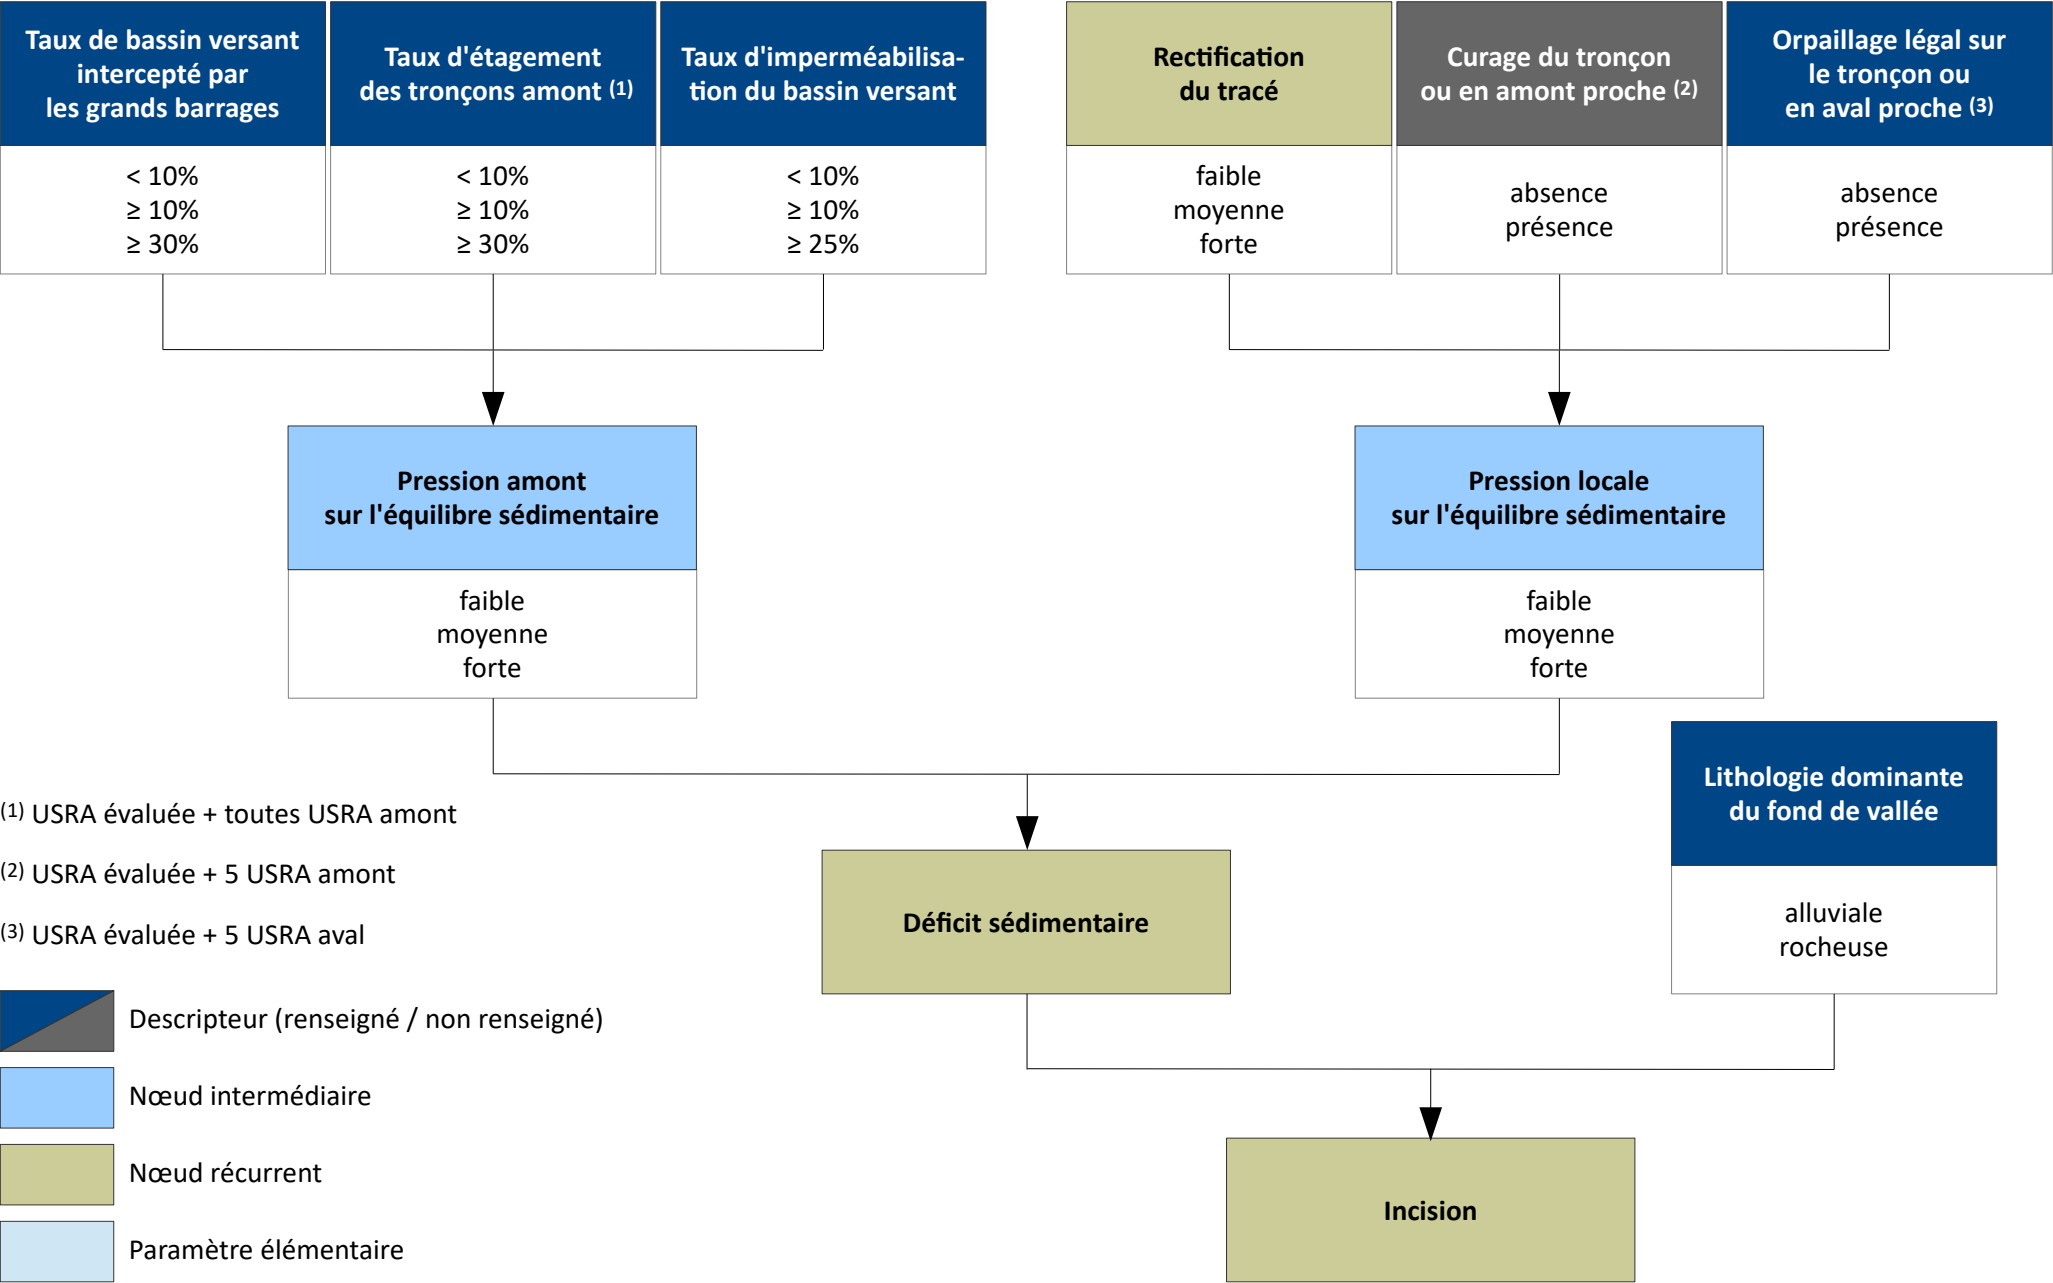 Taux de bassin versant
intercepté par
les grands barrages
< 10%
≥ 10%
≥ 30%
Taux d'étagement
des tronçons amont (1)
< 10%
≥ 10%
≥ 30%
Taux d'imperméabilisa-
tion du bassin versant
< 10%
≥ 10%
≥ 25%
Rectification
du tracé
faible
moyenne
forte
Curage du tronçon
ou en amont proche (2)
absence
présence
Orpaillage légal sur
le tronçon ou
en aval proche (3)
absence
présence
Pression amont
sur l'équilibre sédimentaire
faible
moyenne
forte
Pression locale
sur l'équilibre sédimentaire
faible
moyenne
forte
Lithologie dominante
du fond de vallée
alluviale
rocheuse
Déficit sédimentaire
Incision
(1) USRA évaluée + toutes USRA amont
(2) USRA évaluée + 5 USRA amont
(3) USRA évaluée + 5 USRA aval
Descripteur (renseigné / non renseigné)
Nœud intermédiaire
Nœud récurrent
Paramètre élémentaire